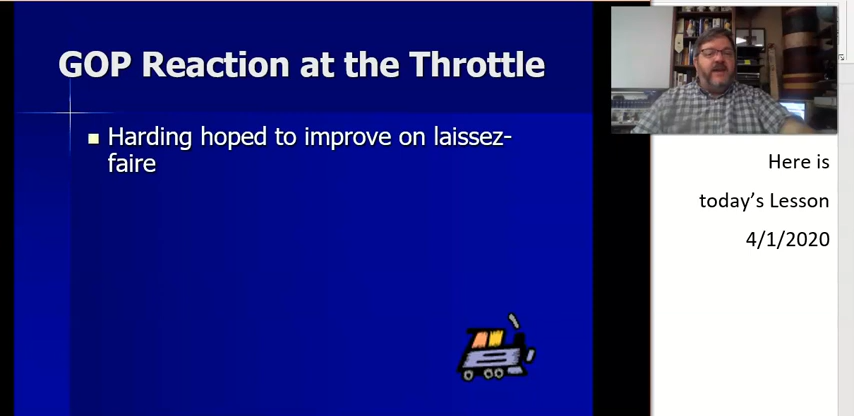 GOP Reaction at the Throttle
Harding hoped to improve on laissez-
faire
Here is
today’s Lesson
4/1/2020